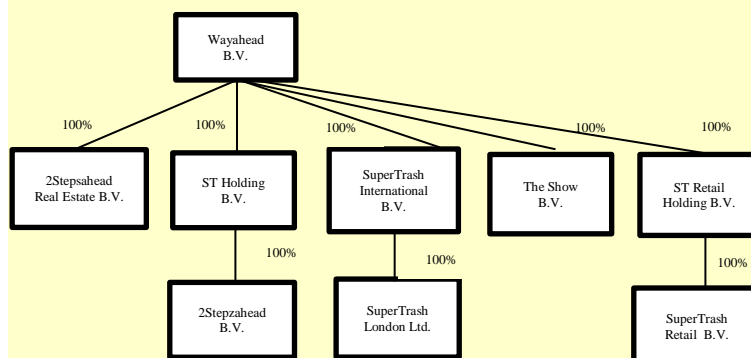 Wayahead
B.V.
100%
100%
100%
100%
100%
2Stepsahead
Real Estate B.V.
ST Holding
B.V.
SuperTrash
International
B.V.
The Show
B.V.
ST Retail
Holding B.V.
100%
100%
100%
2Stepzahead
B.V.
SuperTrash
London Ltd.
SuperTrash
Retail B.V.